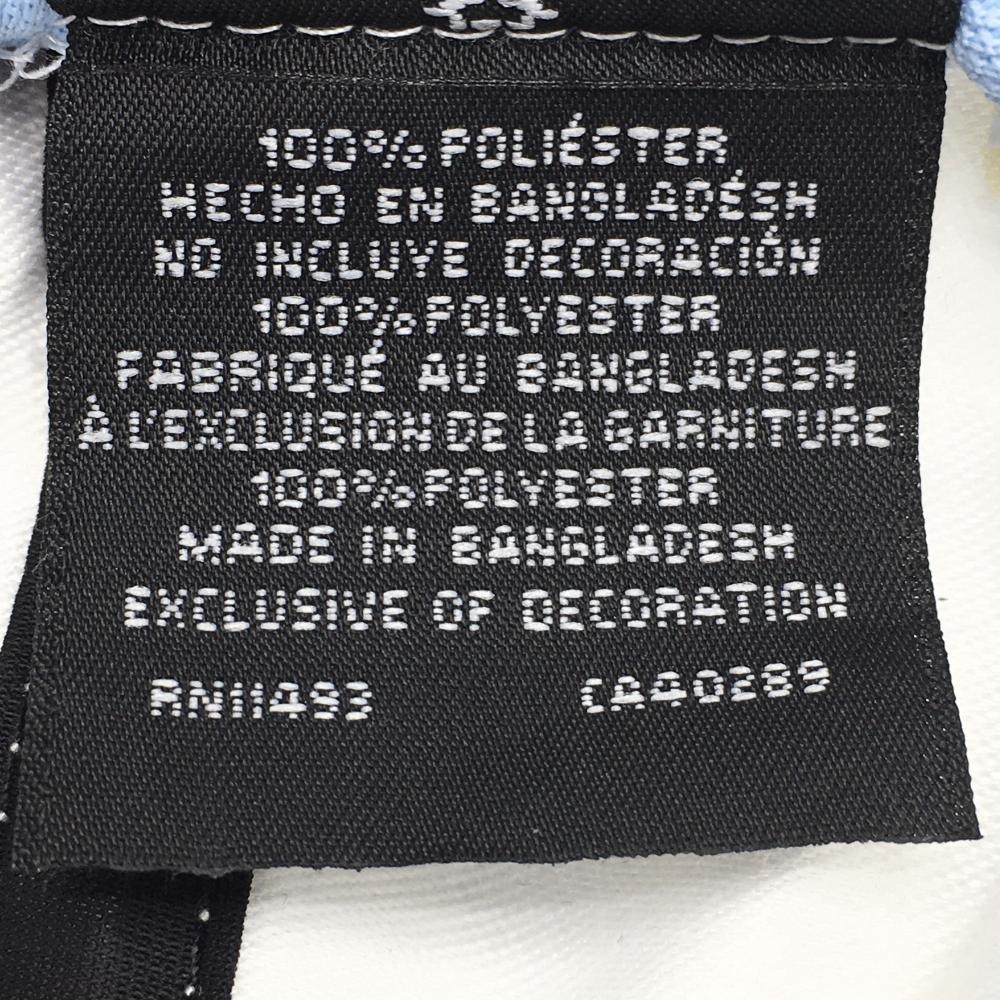 100% POLIÉSTER
HECHO EN BANGLADÉSH
NO INCLUYE DECORACIÓN
100% POLYESTER
FABRIQUÉ AU BANGLADESH
À L'EXCLUSION DE LA GARNITURE
100% POLYESTER
MADE IN BANGLADESH
EXCLUSIVE OF DECORATION
RN11493 CA40289